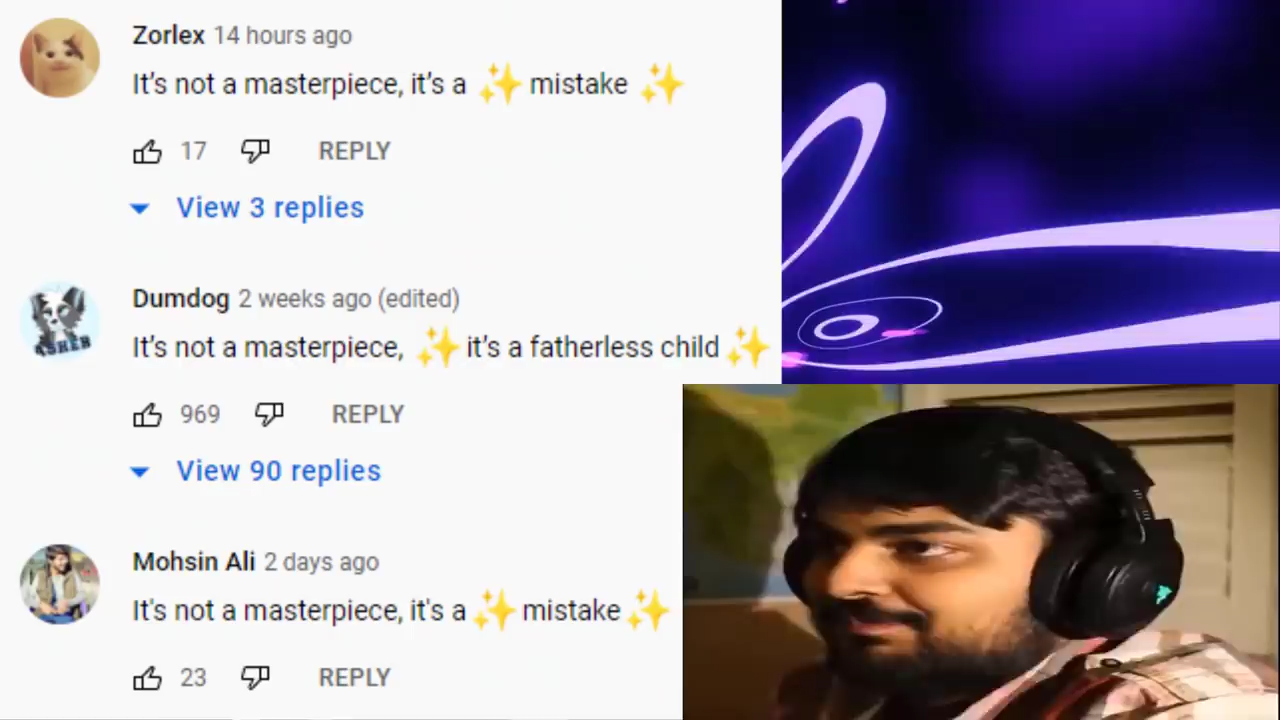 Zorlex 14 hours ago
It's not a masterpiece, it's a ✨ mistake ✨
17 REPLY
View 3 replies
Dumdog 2 weeks ago (edited)
It's not a masterpiece, ✨ it's a fatherless child ✨
ASHER
969 REPLY
View 90 replies
Mohsin Ali 2 days ago
It's not a masterpiece, it's a ✨ mistake ✨
23 REPLY